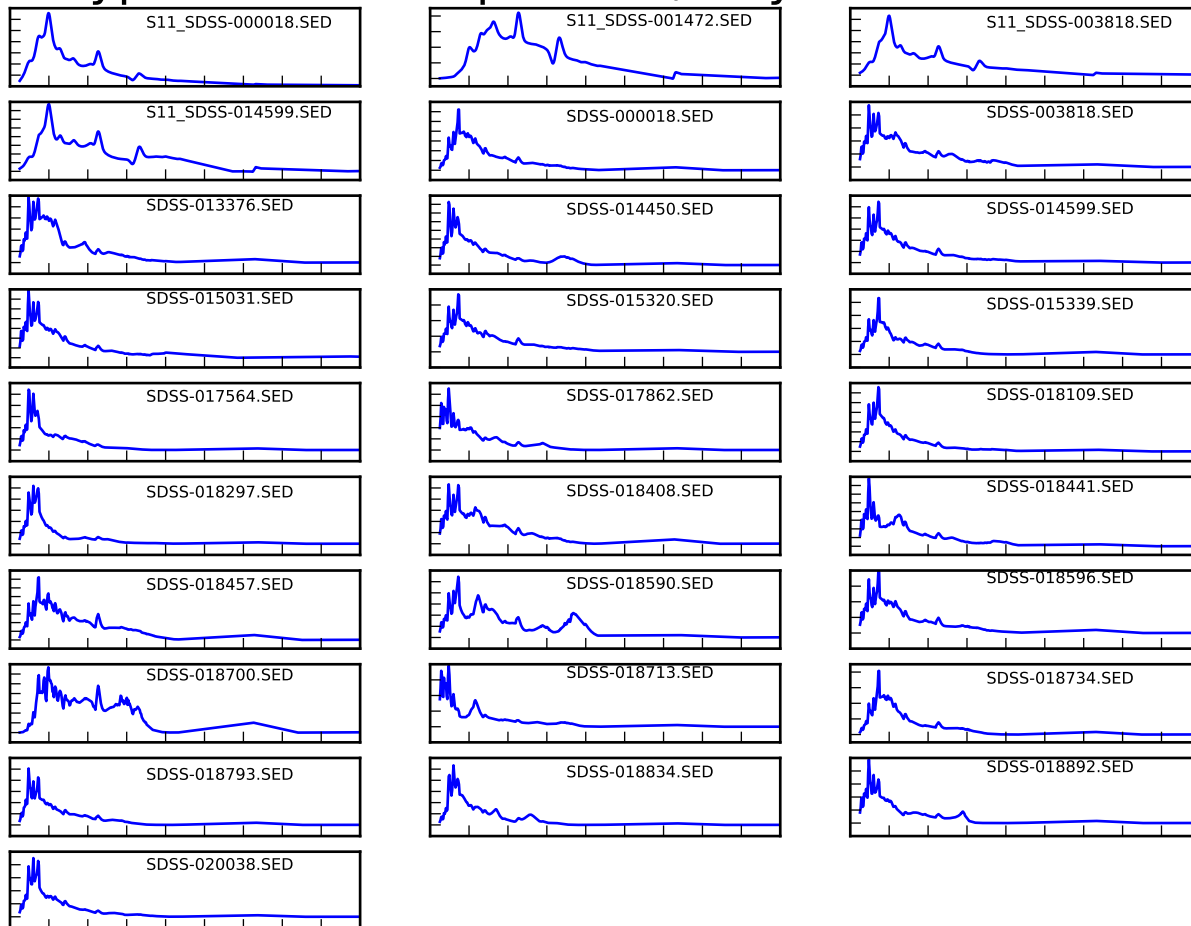 S11_SDSS-000018.SED
S11_SDSS-001472.SED
S11_SDSS-003818.SED
S11_SDSS-014599.SED
SDSS-000018.SED
SDSS-003818.SED
SDSS-013376.SED
SDSS-014450.SED
SDSS-014599.SED
SDSS-015031.SED
SDSS-015320.SED
SDSS-015339.SED
SDSS-017564.SED
SDSS-017862.SED
SDSS-018109.SED
SDSS-018297.SED
SDSS-018408.SED
SDSS-018441.SED
SDSS-018457.SED
SDSS-018590.SED
SDSS-018596.SED
SDSS-018700.SED
SDSS-018713.SED
SDSS-018734.SED
SDSS-018793.SED
SDSS-018834.SED
SDSS-018892.SED
SDSS-020038.SED